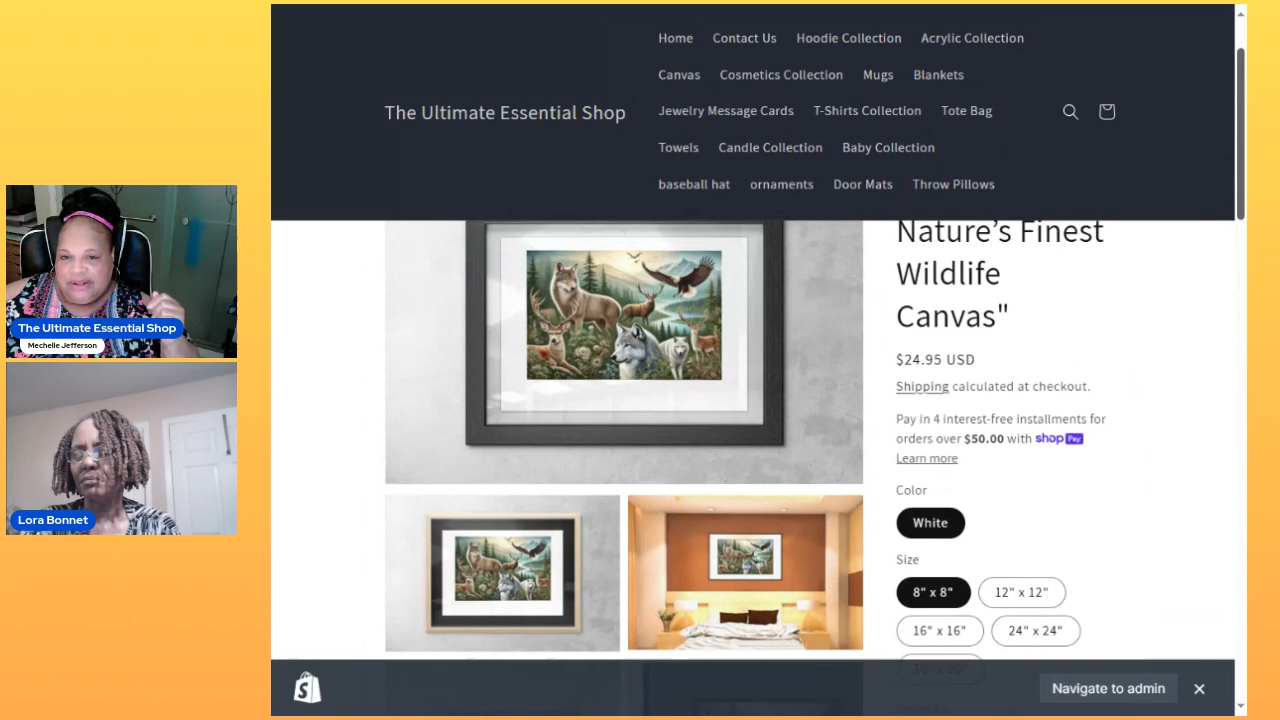 Home Contact Us Hoodie Collection Acrylic Collection
Canvas Cosmetics Collection Mugs Blankets
The Ultimate Essential Shop
Jewelry Message Cards T-Shirts Collection Tote Bag
Towels Candle Collection Baby Collection
baseball hat ornaments Door Mats Throw Pillows
Nature’s Finest
Wildlife
Canvas"
$24.95 USD
Shipping calculated at checkout.
Pay in 4 interest-free installments for
orders over $50.00 with shop Pay
Learn more
Color
White
Size
8" x 8" 12" x 12"
16" x 16" 24" x 24"
Navigate to admin
The Ultimate Essential Shop
Mechelle Jefferson
Lora Bonnet